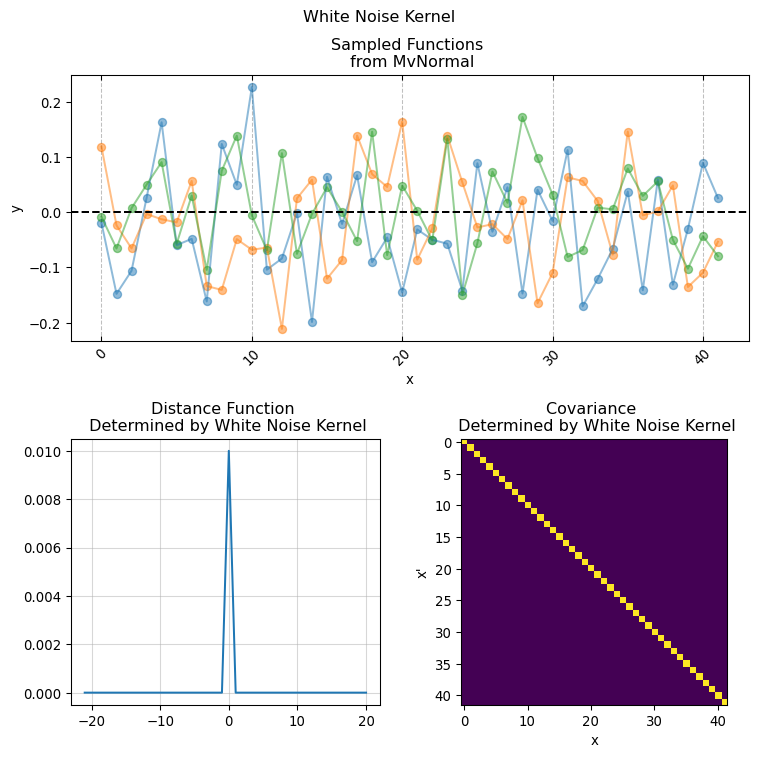 White Noise Kernel
Sampled Functions
from MvNormal
y
0.2
0.1
0.0
−0.1
−0.2
0 10 20 30 40
x
Distance Function
Determined by White Noise Kernel
0.010
0.008
0.006
0.004
0.002
0.000
−20 −10 0 10 20
Covariance
Determined by White Noise Kernel
x'
0
5
10
15
20
25
30
35
40
0 20 40
x